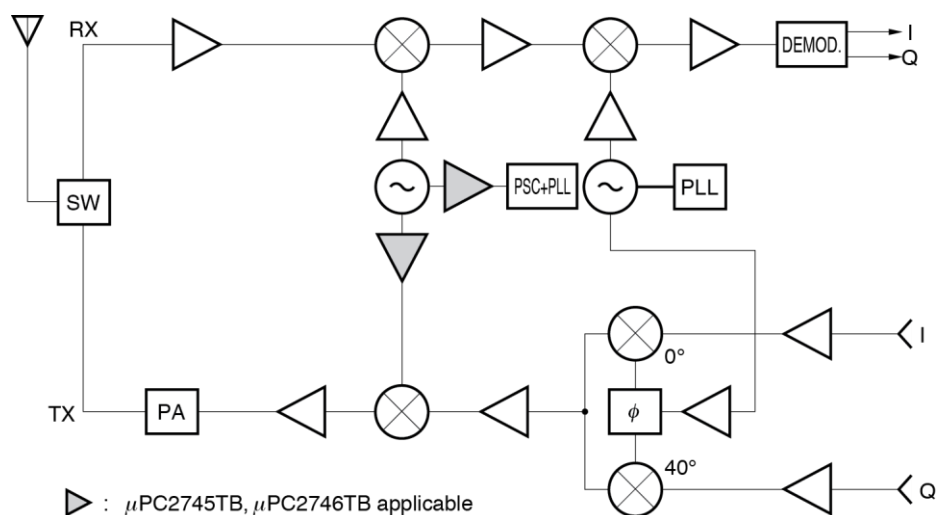 RX
I
DEMOD.
Q
SW
PSC+PLL
PLL
I
0°
TX
PA
ϕ
40°
Q
: μPC2745TB, μPC2746TB applicable